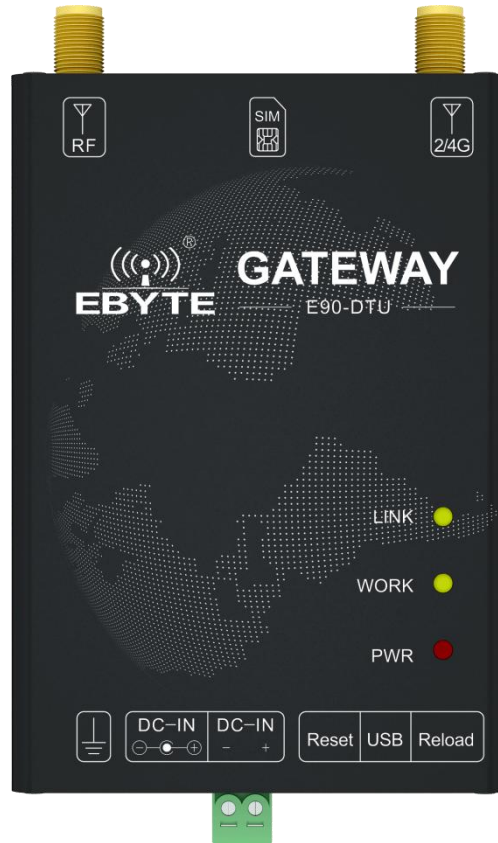 RF
SIM
2/4G
®
EBYTE
GATEWAY
E90-DTU
LINK
WORK
PWR
DC-IN
DC-IN
- +
- +
Reset
USB
Reload